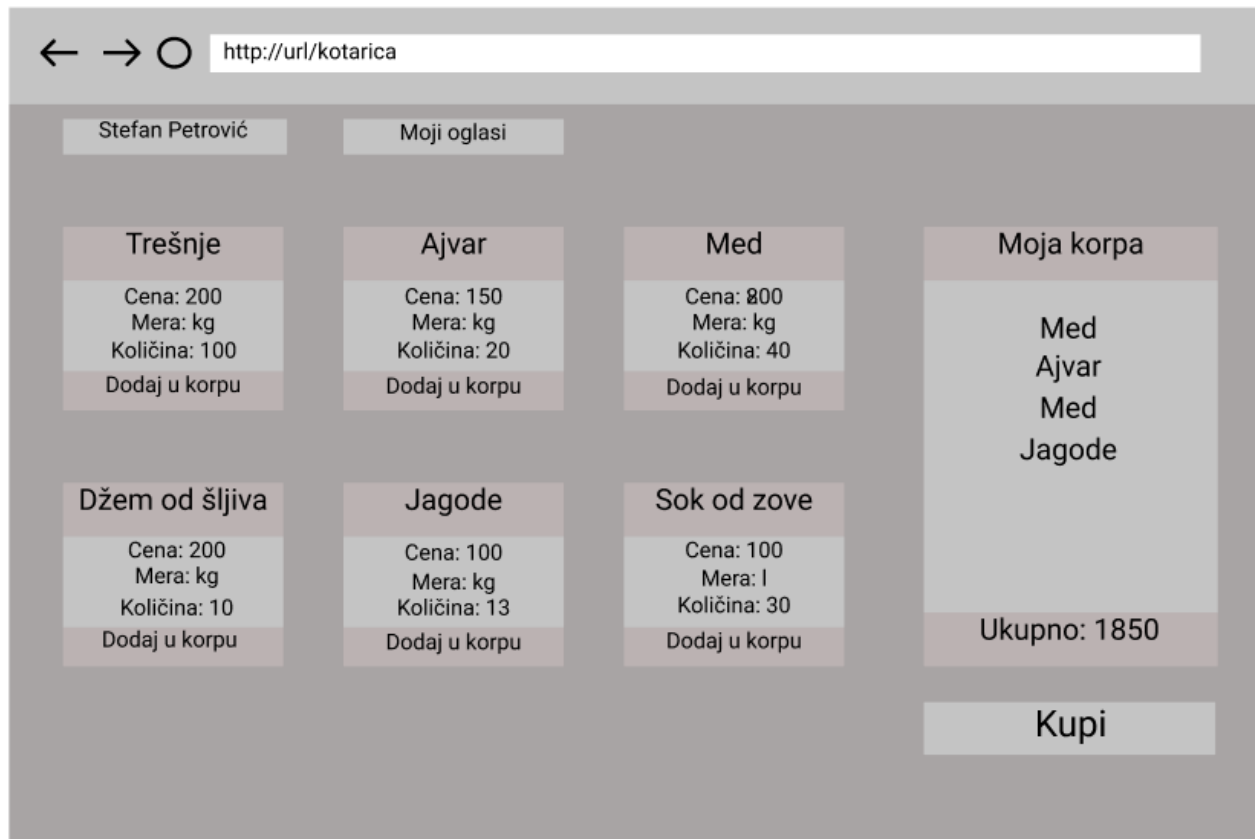 http://url/kotarica
Stefan Petrović
Moji oglasi
Trešnje
Cena: 200
Mera: kg
Količina: 100
Dodaj u korpu
Ajvar
Cena: 150
Mera: kg
Količina: 20
Dodaj u korpu
Med
Cena: 800
Mera: kg
Količina: 40
Dodaj u korpu
Džem od šljiva
Cena: 200
Mera: kg
Količina: 10
Dodaj u korpu
Jagode
Cena: 100
Mera: kg
Količina: 13
Dodaj u korpu
Sok od zove
Cena: 100
Mera: l
Količina: 30
Dodaj u korpu
Moja korpa
Med
Ajvar
Med
Jagode
Ukupno: 1850
Kupi